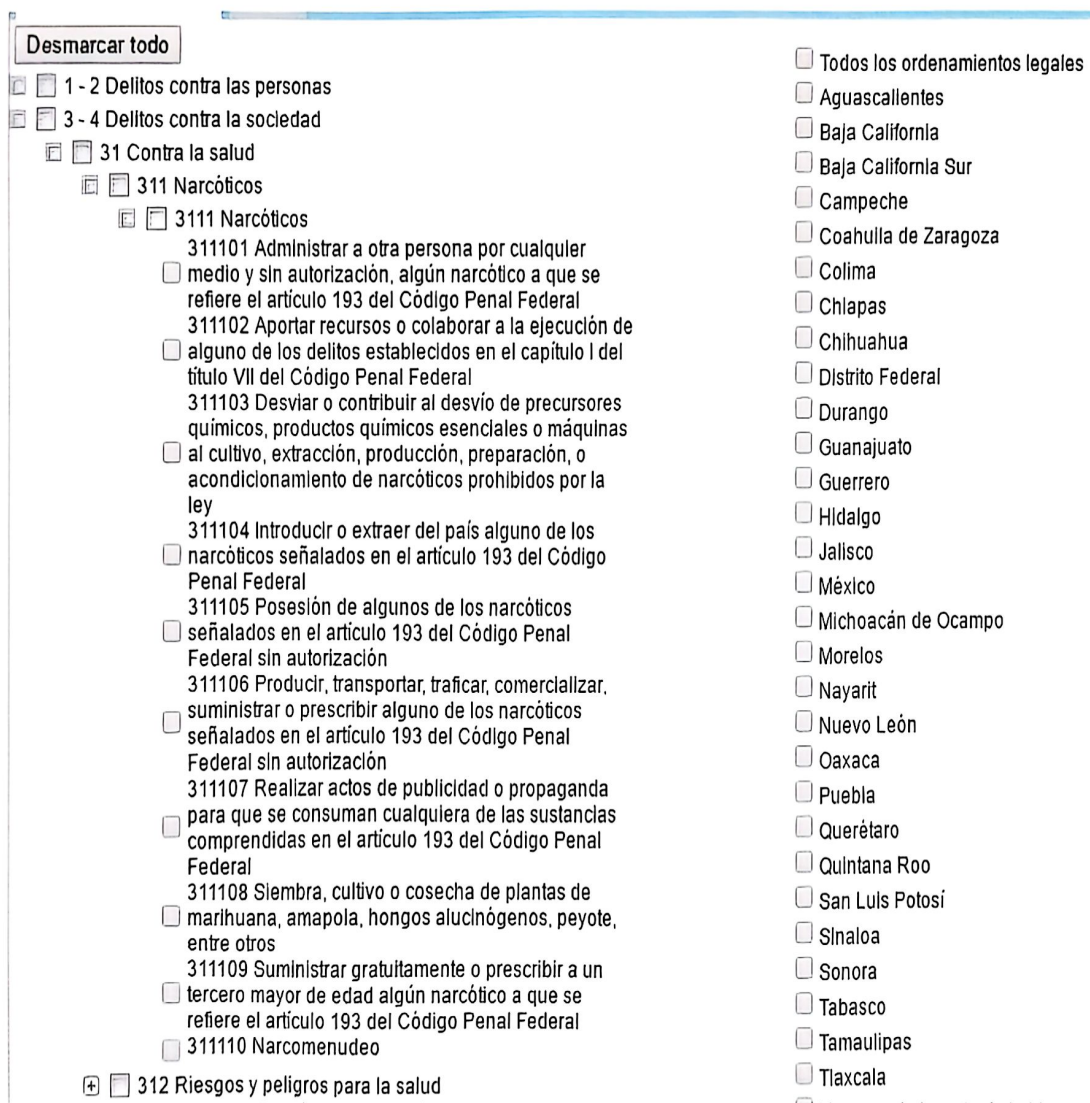 Desmarcar todo
1 - 2 Delitos contra las personas
3 - 4 Delitos contra la sociedad
31 Contra la salud
311 Narcóticos
3111 Narcóticos
311101 Administrar a otra persona por cualquier
medio y sin autorización, algún narcótico a que se
refiere el artículo 193 del Código Penal Federal
311102 Aportar recursos o colaborar a la ejecución de
alguno de los delitos establecidos en el capítulo I del
título VII del Código Penal Federal
311103 Desviar o contribuir al desvío de precursores
químicos, productos químicos esenciales o máquinas
al cultivo, extracción, producción, preparación, o
acondicionamiento de narcóticos prohibidos por la
ley
311104 Introducir o extraer del país alguno de los
narcóticos señalados en el artículo 193 del Código
Penal Federal
311105 Posesión de algunos de los narcóticos
señalados en el artículo 193 del Código Penal
Federal sin autorización
311106 Producir, transportar, traficar, comercializar,
suministrar o prescribir alguno de los narcóticos
señalados en el artículo 193 del Código Penal
Federal sin autorización
311107 Realizar actos de publicidad o propaganda
para que se consuman cualquiera de las sustancias
comprendidas en el artículo 193 del Código Penal
Federal
311108 Siembra, cultivo o cosecha de plantas de
marihuana, amapola, hongos alucinógenos, peyote,
entre otros
311109 Suministrar gratuitamente o prescribir a un
tercero mayor de edad algún narcótico a que se
refiere el artículo 193 del Código Penal Federal
311110 Narcomenudeo
312 Riesgos y peligros para la salud
Todos los ordenamientos legales
Aguascalientes
Baja California
Baja California Sur
Campeche
Coahuila de Zaragoza
Colima
Chiapas
Chihuahua
Distrito Federal
Durango
Guanajuato
Guerrero
Hidalgo
Jalisco
México
Michoacán de Ocampo
Morelos
Nayarit
Nuevo León
Oaxaca
Puebla
Querétaro
Quintana Roo
San Luis Potosí
Sinaloa
Sonora
Tabasco
Tamaulipas
Tlaxcala